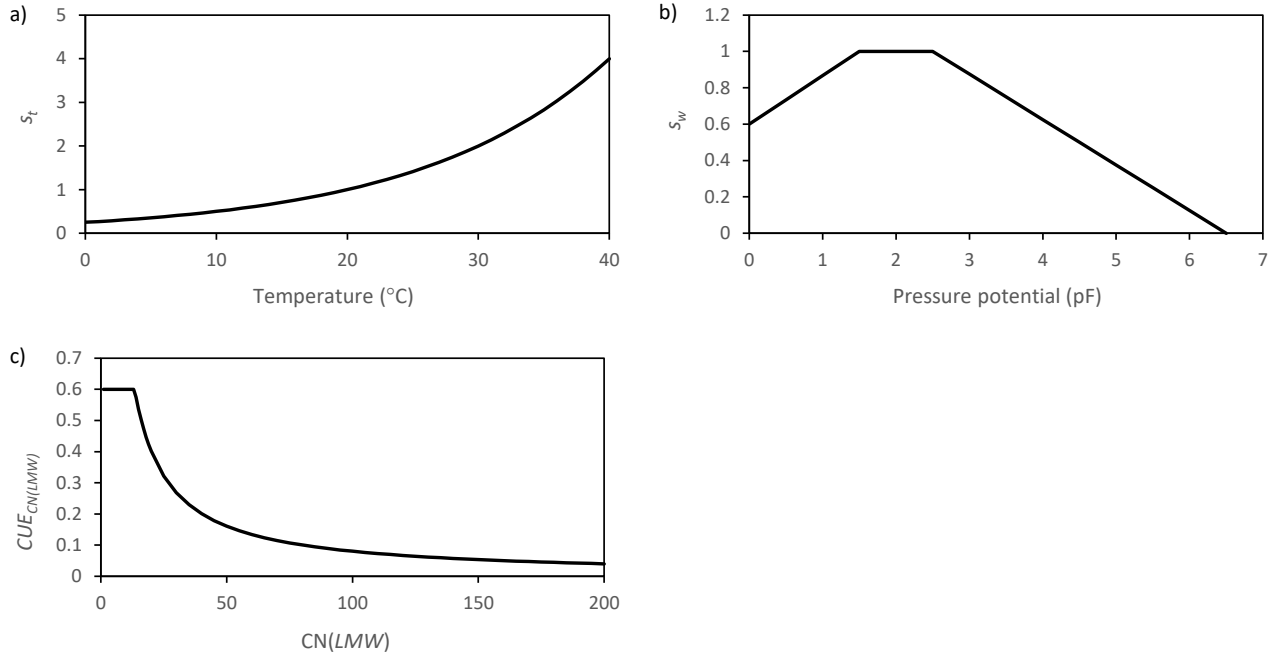 a)
5
4
3
2
1
0
s_t
0 10 20 30 40
Temperature (°C)
b)
1.2
1
0.8
0.6
0.4
0.2
0
s_w
0 1 2 3 4 5 6 7
Pressure potential (pF)
c)
0.7
0.6
0.5
0.4
0.3
0.2
0.1
0
CUE_CN(LMW)
0 50 100 150 200
CN(LMW)